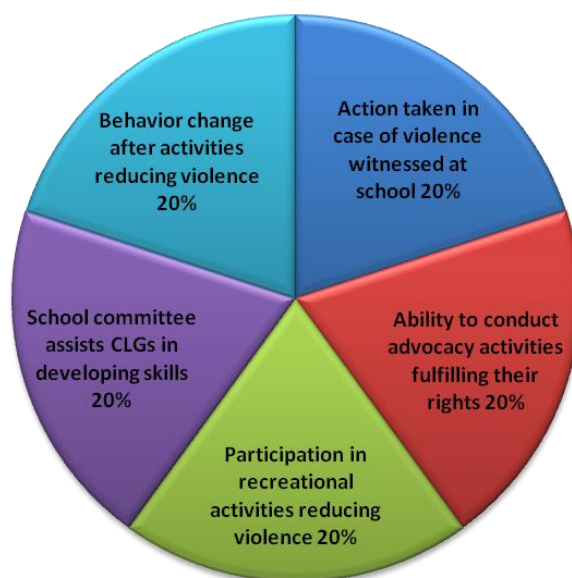 Behavior change
after activities
reducing violence
20%
Action taken in
case of violence
witnessed at
school 20%
School committee
assists CLGs in
developing skills
20%
Ability to conduct
advocacy activities
fulfilling their
rights 20%
Participation in
recreational
activities reducing
violence 20%